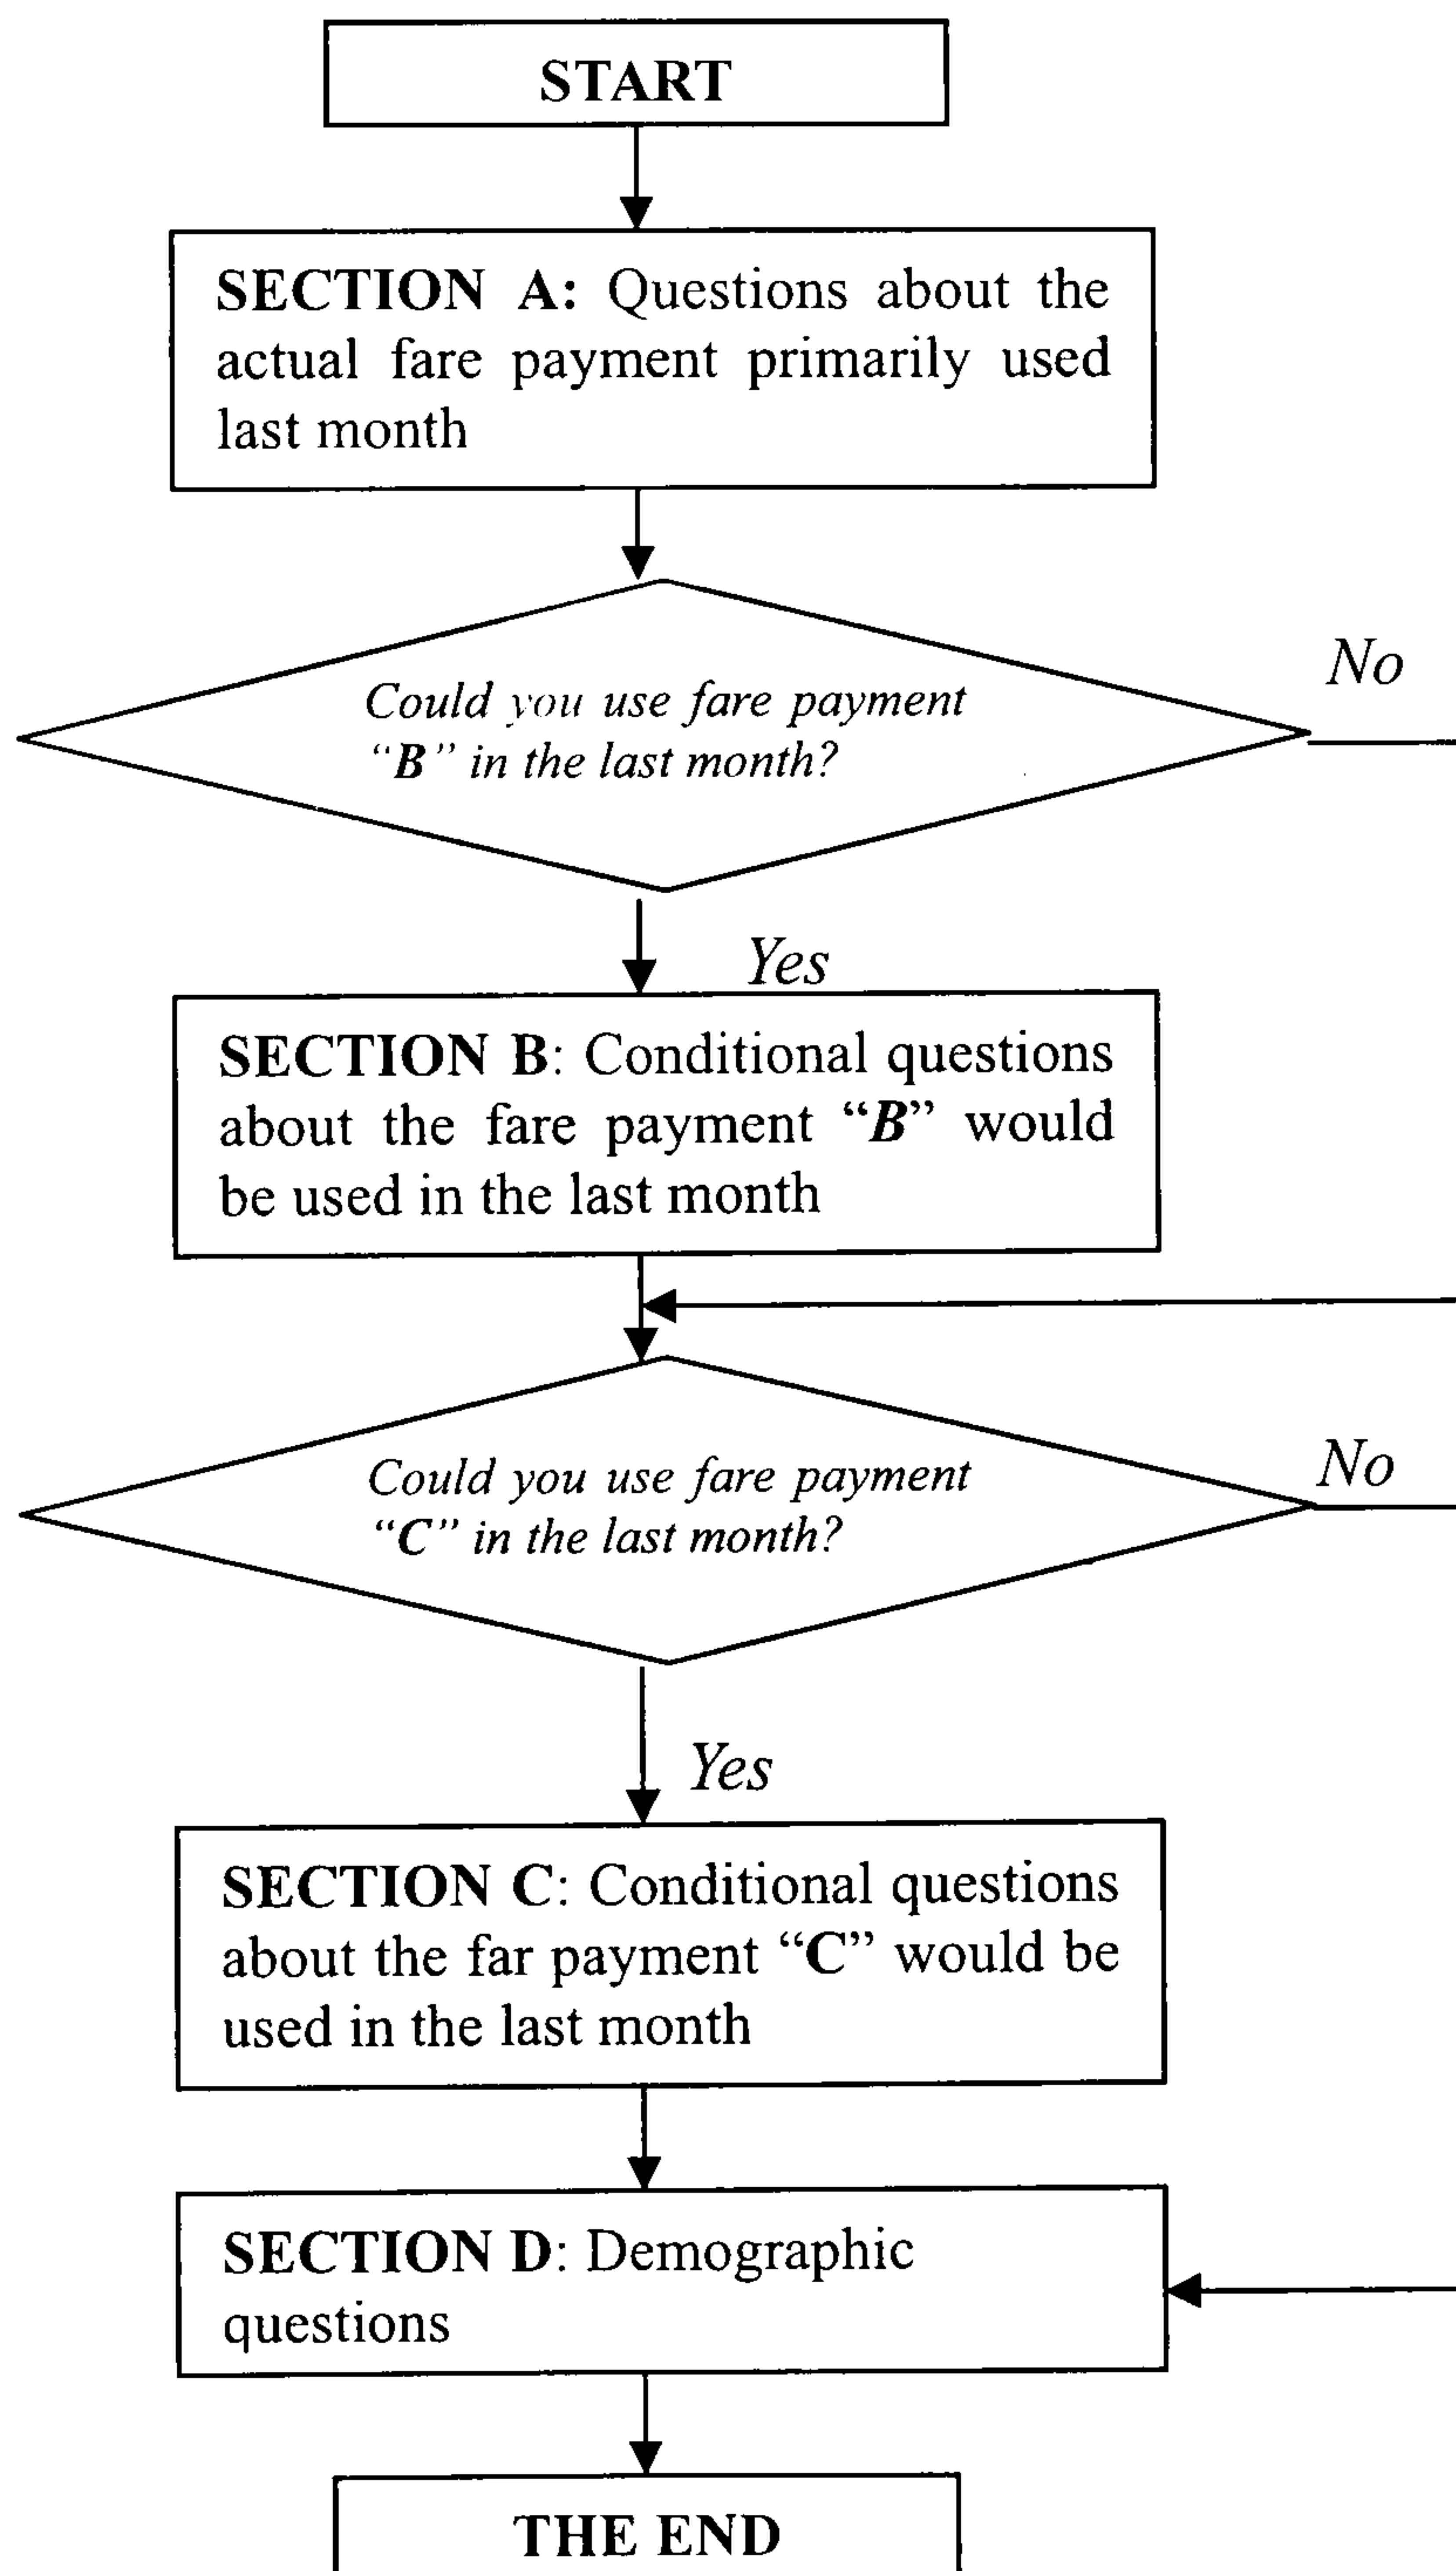 START
SECTION A: Questions about the
actual fare payment primarily used
last month
No
Could you use fare payment
“B” in the last month?
Yes
SECTION B: Conditional questions
about the fare payment “B” would
be used in the last month
No
Could you use fare payment
“C” in the last month?
Yes
SECTION C: Conditional questions
about the far payment “C” would be
used in the last month
SECTION D: Demographic
questions
THE END